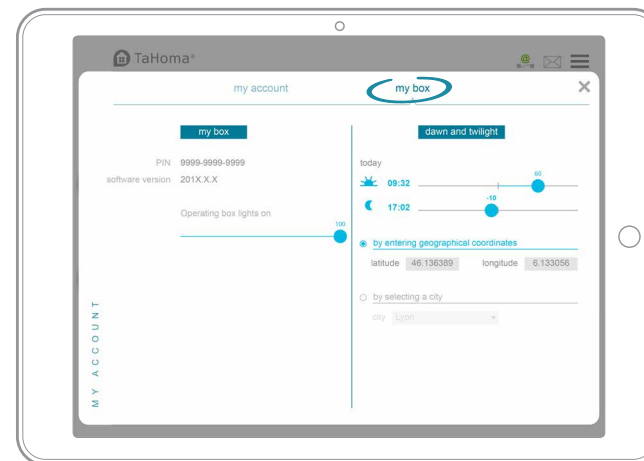 TaHoma®
my account
my box
my box
PIN 9999-9999-9999
software version 201X.X.X
Operating box lights on
100
dawn and twilight
today
60
09:32
-10
17:02
by entering geographical coordinates
latitude 46.136389 longitude 6.133056
by selecting a city
city Lyon
MY ACCOUNT